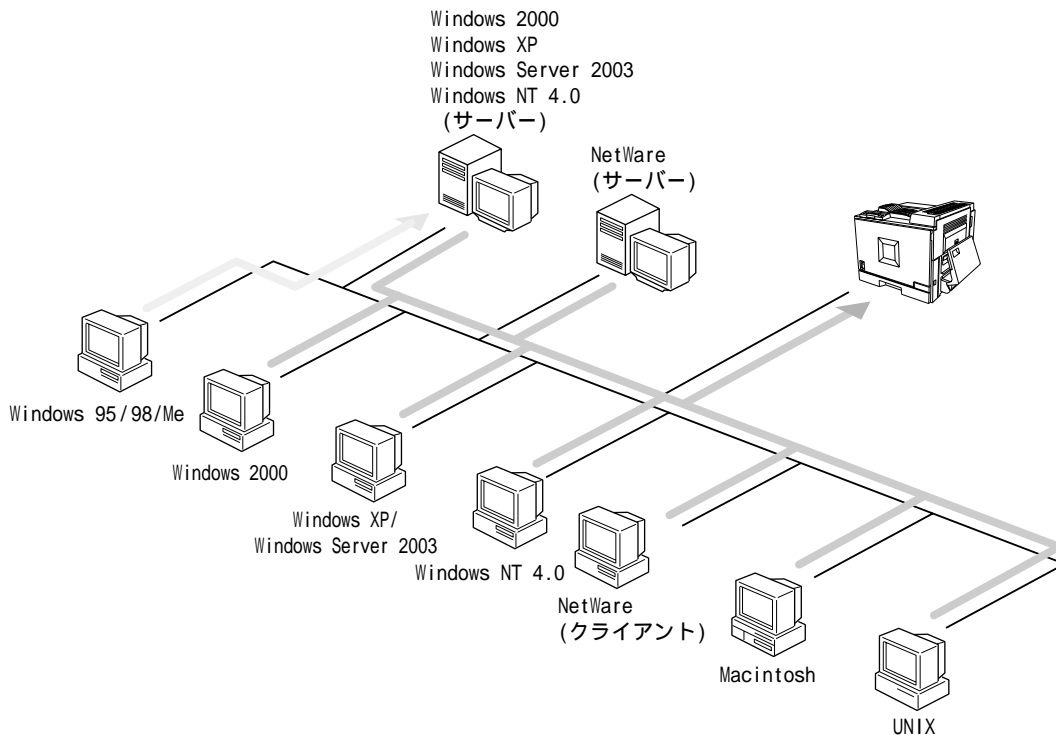 Windows 2000
Windows XP
Windows Server 2003
Windows NT 4.0
(サーバー)
NetWare
(サーバー)
Windows 95/98/Me
Windows 2000
Windows XP/
Windows Server 2003
Windows NT 4.0
NetWare
(クライアント)
Macintosh
UNIX